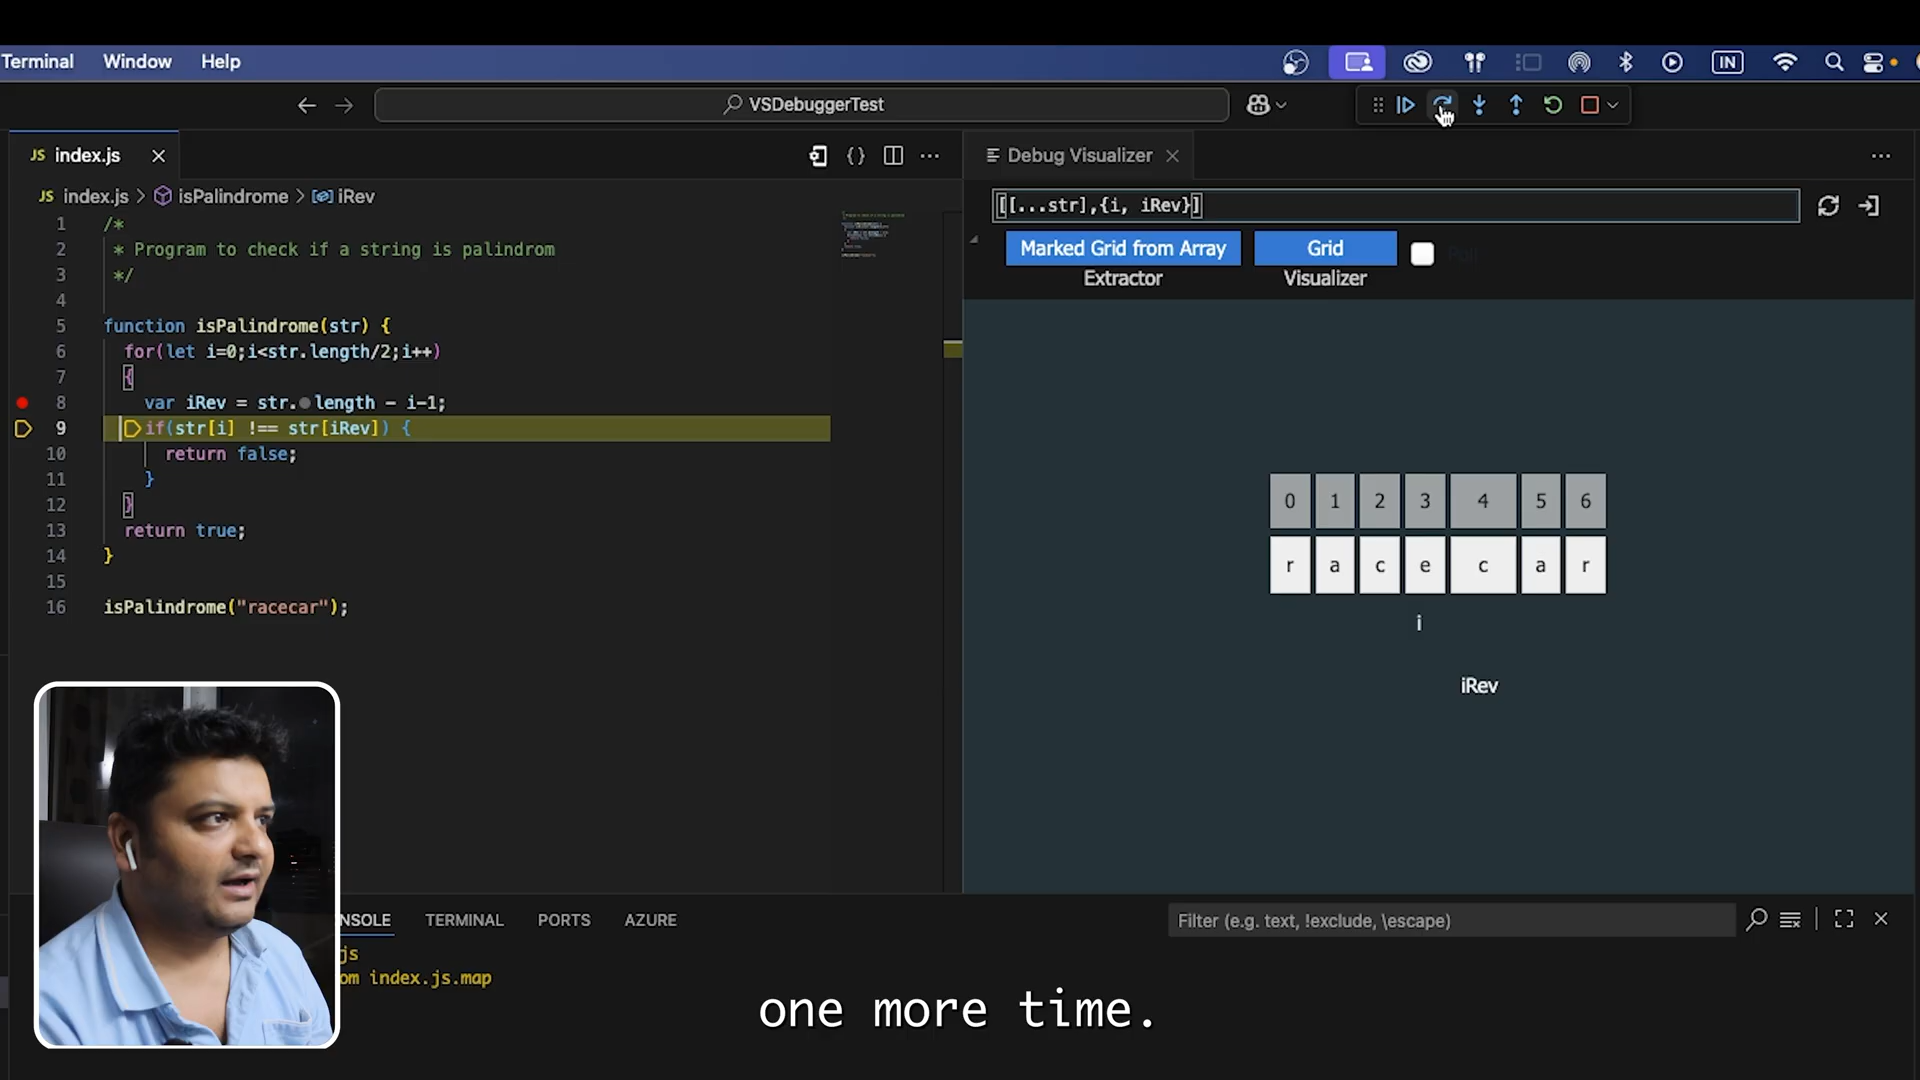 Terminal Window Help
IN
VSDebuggerTest
JS index.js
Debug Visualizer
JS index.js > isPalindrome > iRev
[[...str],{i, iRev}]
Marked Grid from Array
Extractor
Grid
Visualizer
Poll
1 /*
2 * Program to check if a string is palindrom
3 */
4
5 function isPalindrome(str) {
6 for(let i=0;i<str.length/2;i++)
7 {
8 var iRev = str.length - i-1;
9 if(str[i] !== str[iRev]) {
10 return false;
11 }
12 }
13 return true;
14 }
15
16 isPalindrome("racecar");
0 1 2 3 4 5 6
r a c e c a r
i
iRev
NSOLE TERMINAL PORTS AZURE
Filter (e.g. text, !exclude, \escape)
js
om index.js.map
one more time.